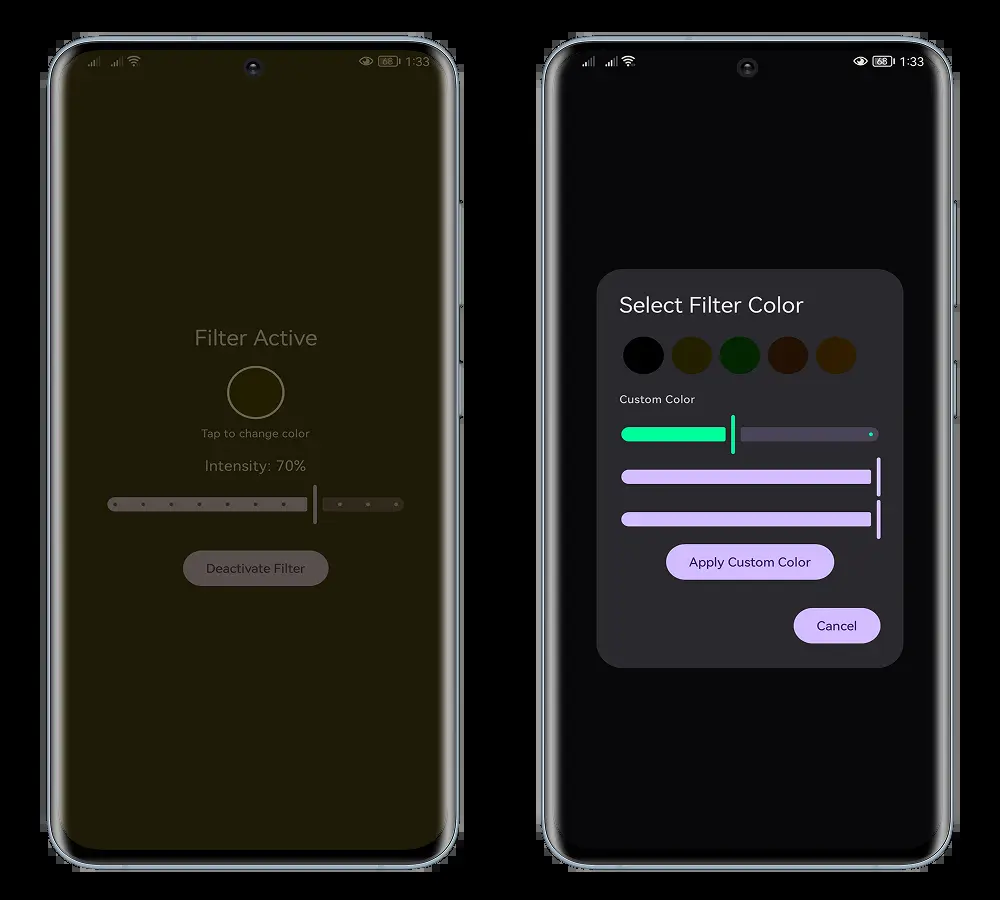 68 1:33
Filter Active
Tap to change color
Intensity: 70%
Deactivate Filter
68 1:33
Select Filter Color
Custom Color
Apply Custom Color
Cancel